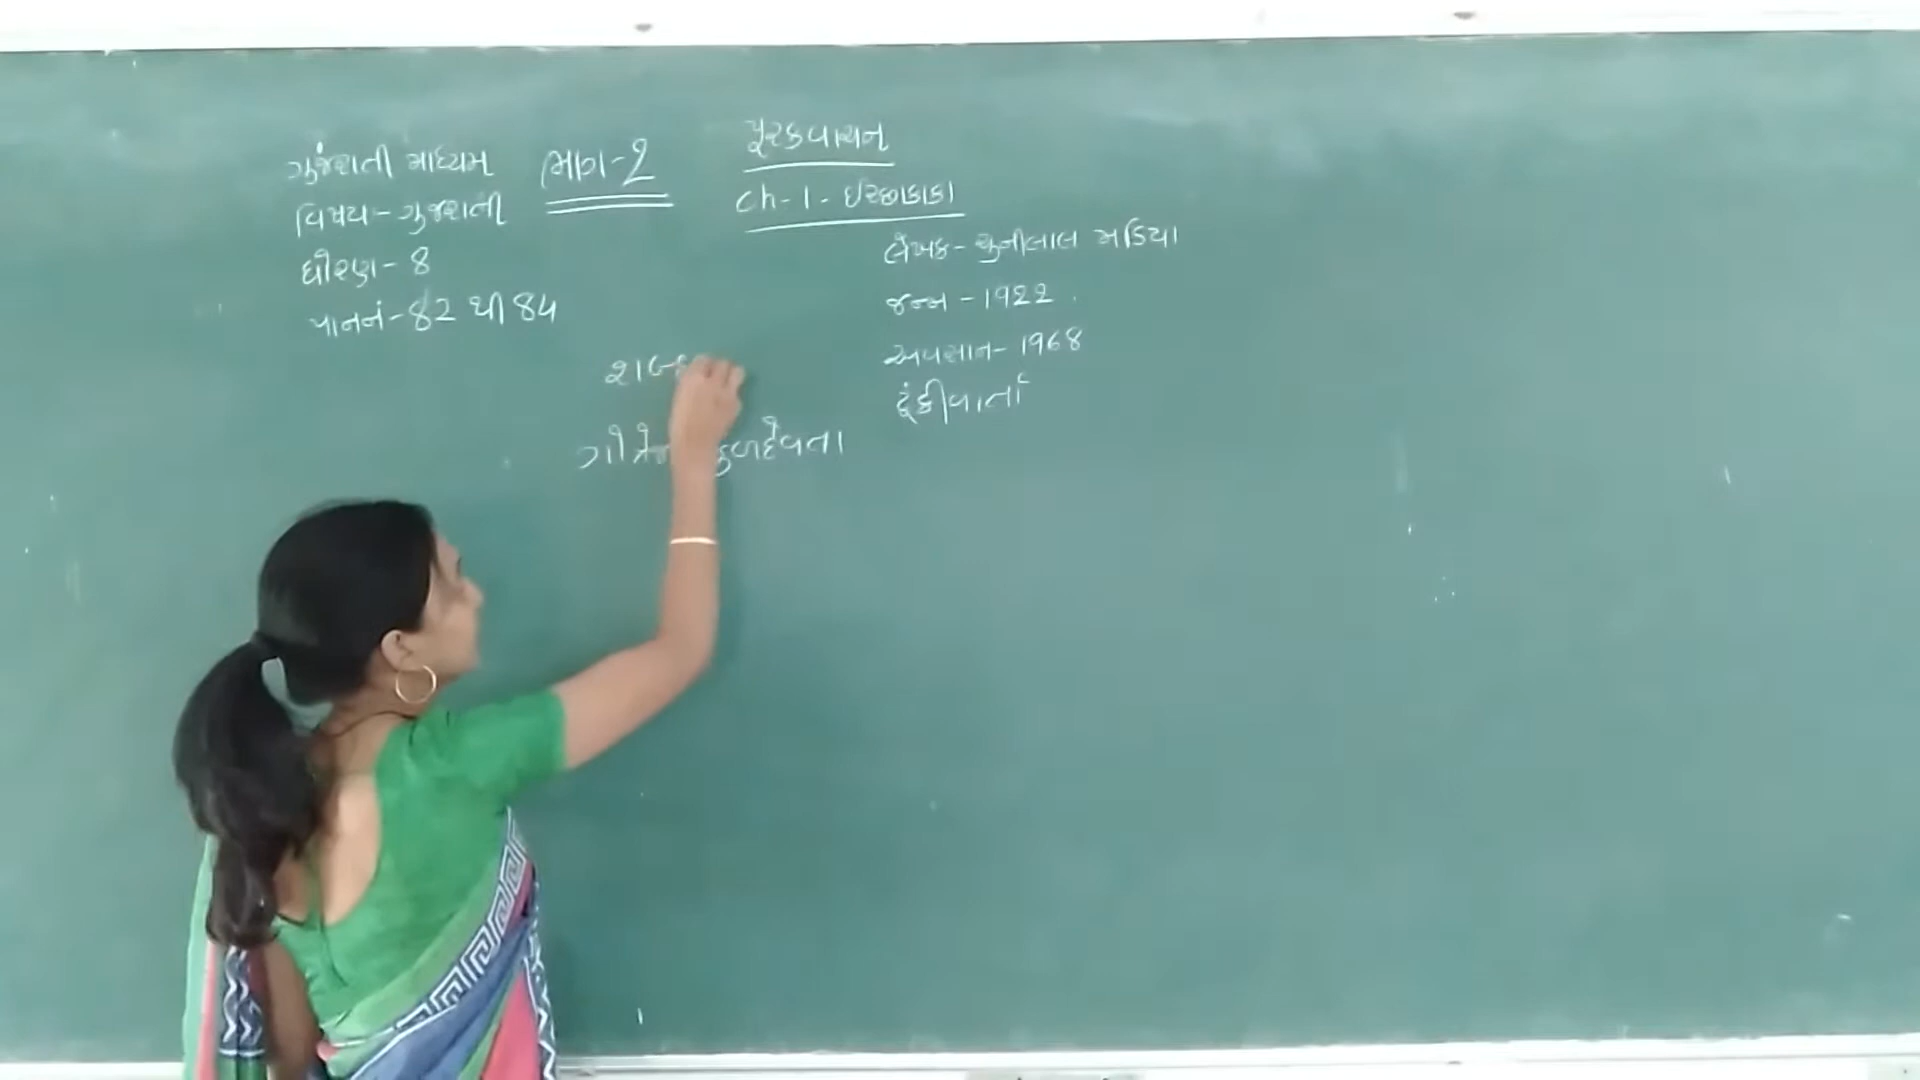 ગુજરાતી માધ્યમ
વિષય - ગુજરાતી
ધોરણ - 8
પાનનં - 82 થી 84
ભાગ - 2
પૂરકવાચન
Ch - 1 - ઈચ્છાકાકા
લેખક - ચુનીલાલ મડિયા
જન્મ - 1922
અવસાન - 1968
ટૂંકીવાર્તા
કુળદેવતા